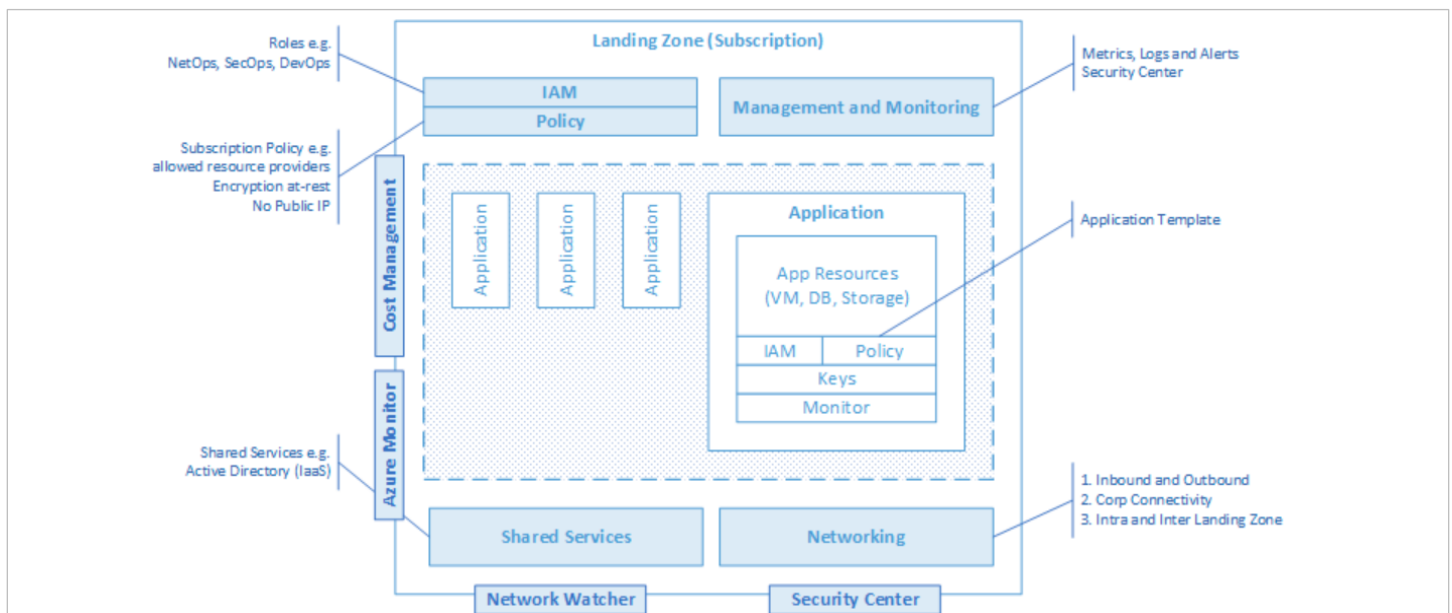 Landing Zone (Subscription)
Roles e.g.
NetOps, SecOps, DevOps
IAM
Policy
Management and Monitoring
Metrics, Logs and Alerts
Security Center
Subscription Policy e.g.
allowed resource providers
Encryption at-rest
No Public IP
Cost Management
Application
Application
Application
Application
App Resources
(VM, DB, Storage)
IAM
Policy
Keys
Monitor
Application Template
Azure Monitor
Shared Services e.g.
Active Directory (IaaS)
Shared Services
Networking
1. Inbound and Outbound
2. Corp Connectivity
3. Intra and Inter Landing Zone
Network Watcher
Security Center